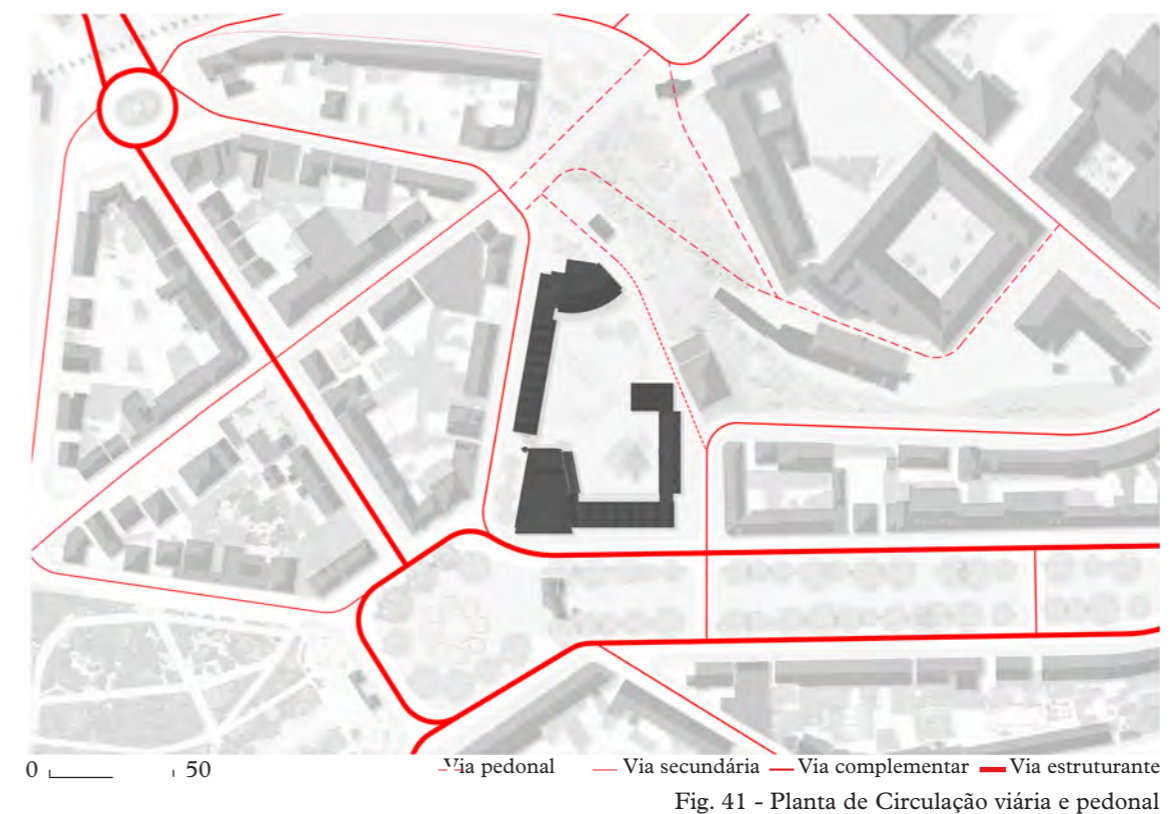 0 50 Via pedonal Via secundária Via complementar Via estruturante
Fig. 41 - Planta de Circulação viária e pedonal